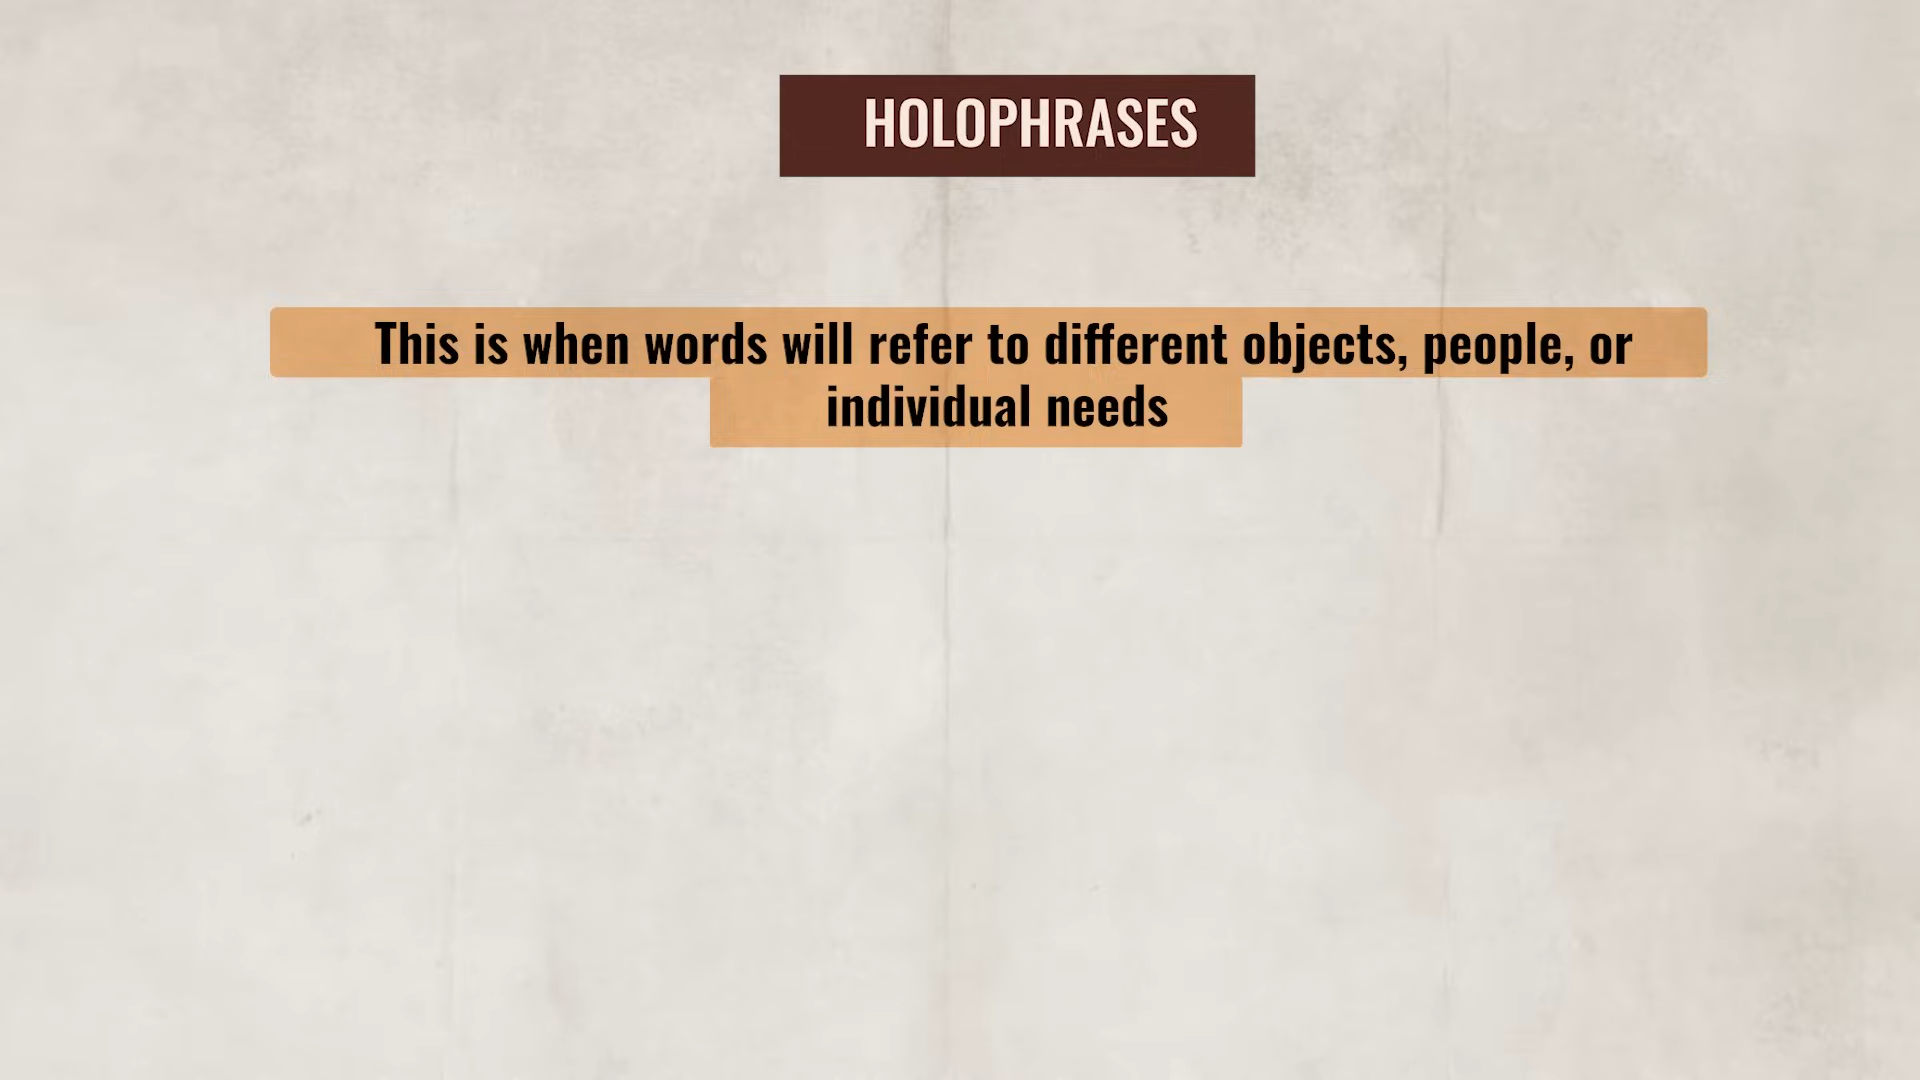 HOLOPHRASES
This is when words will refer to different objects, people, or
individual needs